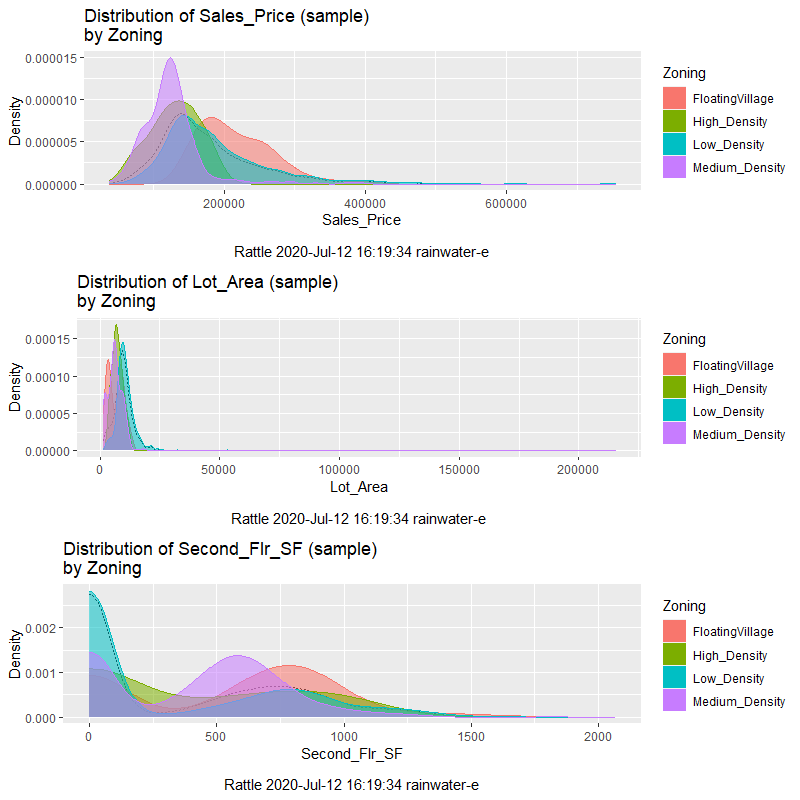 Distribution of Sales_Price (sample)
by Zoning
0.000015
0.000010
0.000005
0.000000
Density
200000 400000 600000
Sales_Price
Rattle 2020-Jul-12 16:19:34 rainwater-e
Zoning
FloatingVillage
High_Density
Low_Density
Medium_Density
Distribution of Lot_Area (sample)
by Zoning
0.00015
0.00010
0.00005
0.00000
Density
0 50000 100000 150000 200000
Lot_Area
Rattle 2020-Jul-12 16:19:34 rainwater-e
Zoning
FloatingVillage
High_Density
Low_Density
Medium_Density
Distribution of Second_Flr_SF (sample)
by Zoning
0.002
0.001
0.000
Density
0 500 1000 1500 2000
Second_Flr_SF
Rattle 2020-Jul-12 16:19:34 rainwater-e
Zoning
FloatingVillage
High_Density
Low_Density
Medium_Density